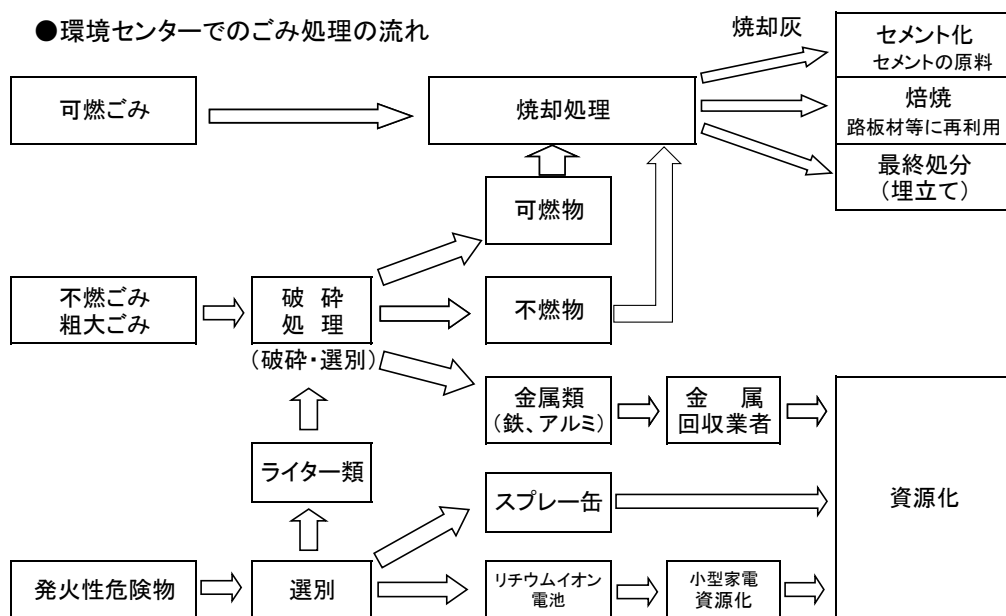 ●環境センターでのごみ処理の流れ
焼却灰
セメント化
セメントの原料
可燃ごみ
焼却処理
焙焼
路板材等に再利用
最終処分
(埋立て)
可燃物
不燃ごみ
粗大ごみ
破 砕
処 理
(破砕・選別)
不燃物
金属類
(鉄、アルミ)
金 属
回収業者
ライター類
スプレー缶
資源化
発火性危険物
選別
リチウムイオン
電池
小型家電
資源化